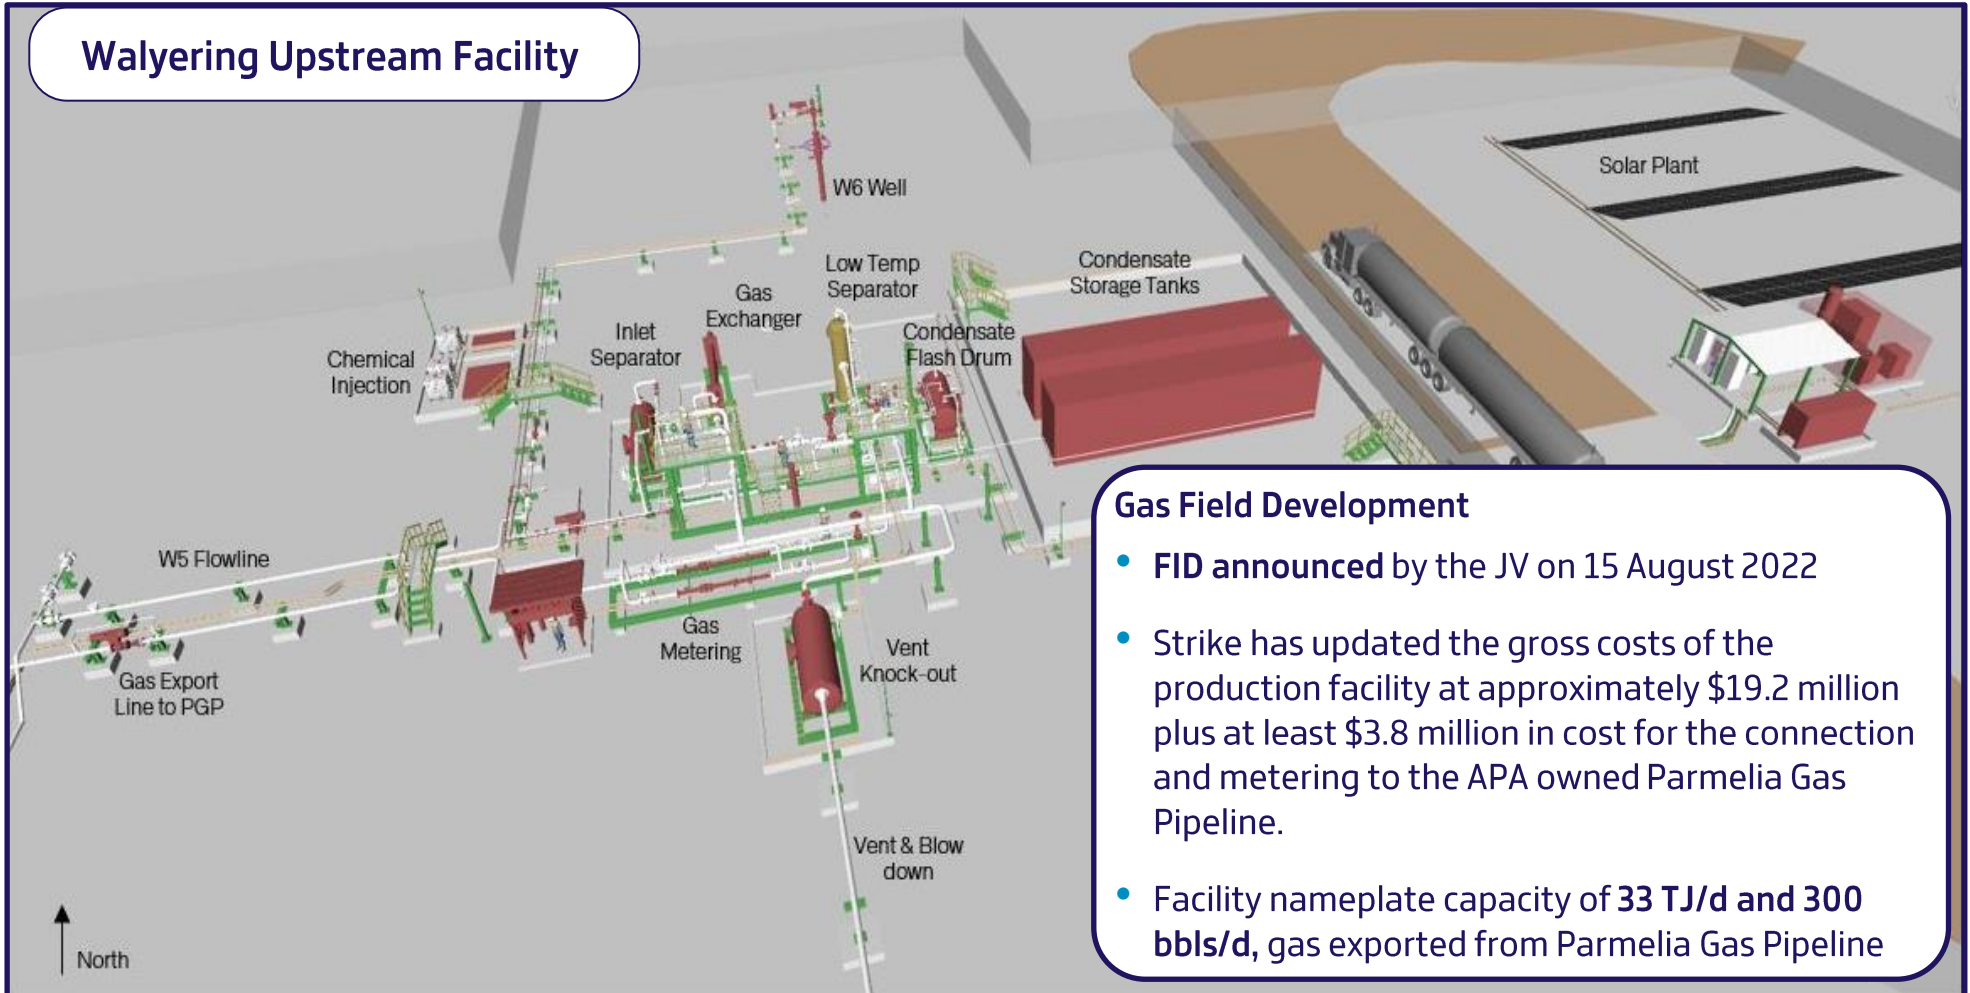 Walyering Upstream Facility
W6 Well
Solar Plant
Low Temp
Separator
Condensate
Storage Tanks
Gas
Exchanger
Inlet
Separator
Condensate
Flash Drum
Chemical
Injection
W5 Flowline
Gas
Metering
Vent
Knock-out
Gas Export
Line to PGP
Vent & Blow
down
North
Gas Field Development
• FID announced by the JV on 15 August 2022
• Strike has updated the gross costs of the
production facility at approximately $19.2 million
plus at least $3.8 million in cost for the connection
and metering to the APA owned Parmelia Gas
Pipeline.
• Facility nameplate capacity of 33 TJ/d and 300
bbls/d, gas exported from Parmelia Gas Pipeline